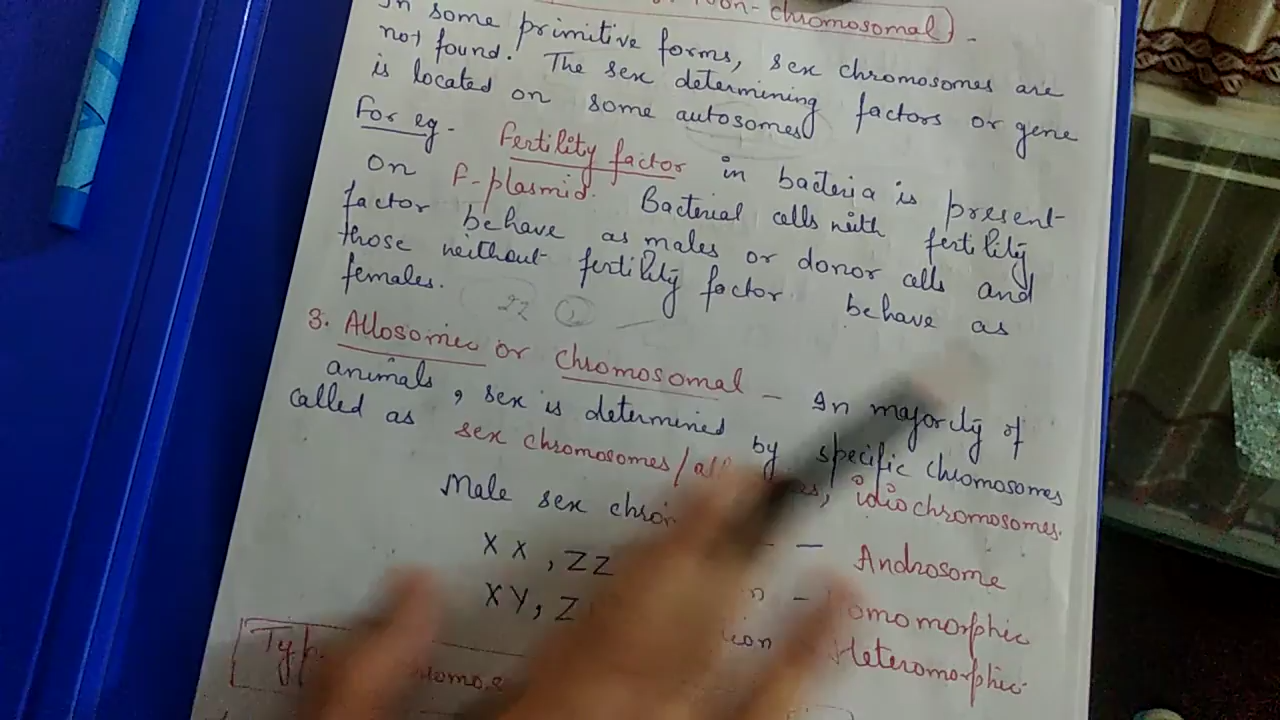 non-chromosomal) -
In some primitive forms, sex chromosomes are
not found. The sex determining factors or gene
is located on some autosomes
For eg - Fertility factor in bacteria is present
on F-plasmid. Bacterial cells with fertility
factor behave as males or donor cells and
those without fertility factor behave as
females.
3. Allosomic or Chromosomal - In majority of
animals, sex is determined by specific chromosomes
called as sex chromosomes/ idiochromosomes.
Male sex - Androsome
XX, ZZ - Homomorphic
XY, Heteromorphic.